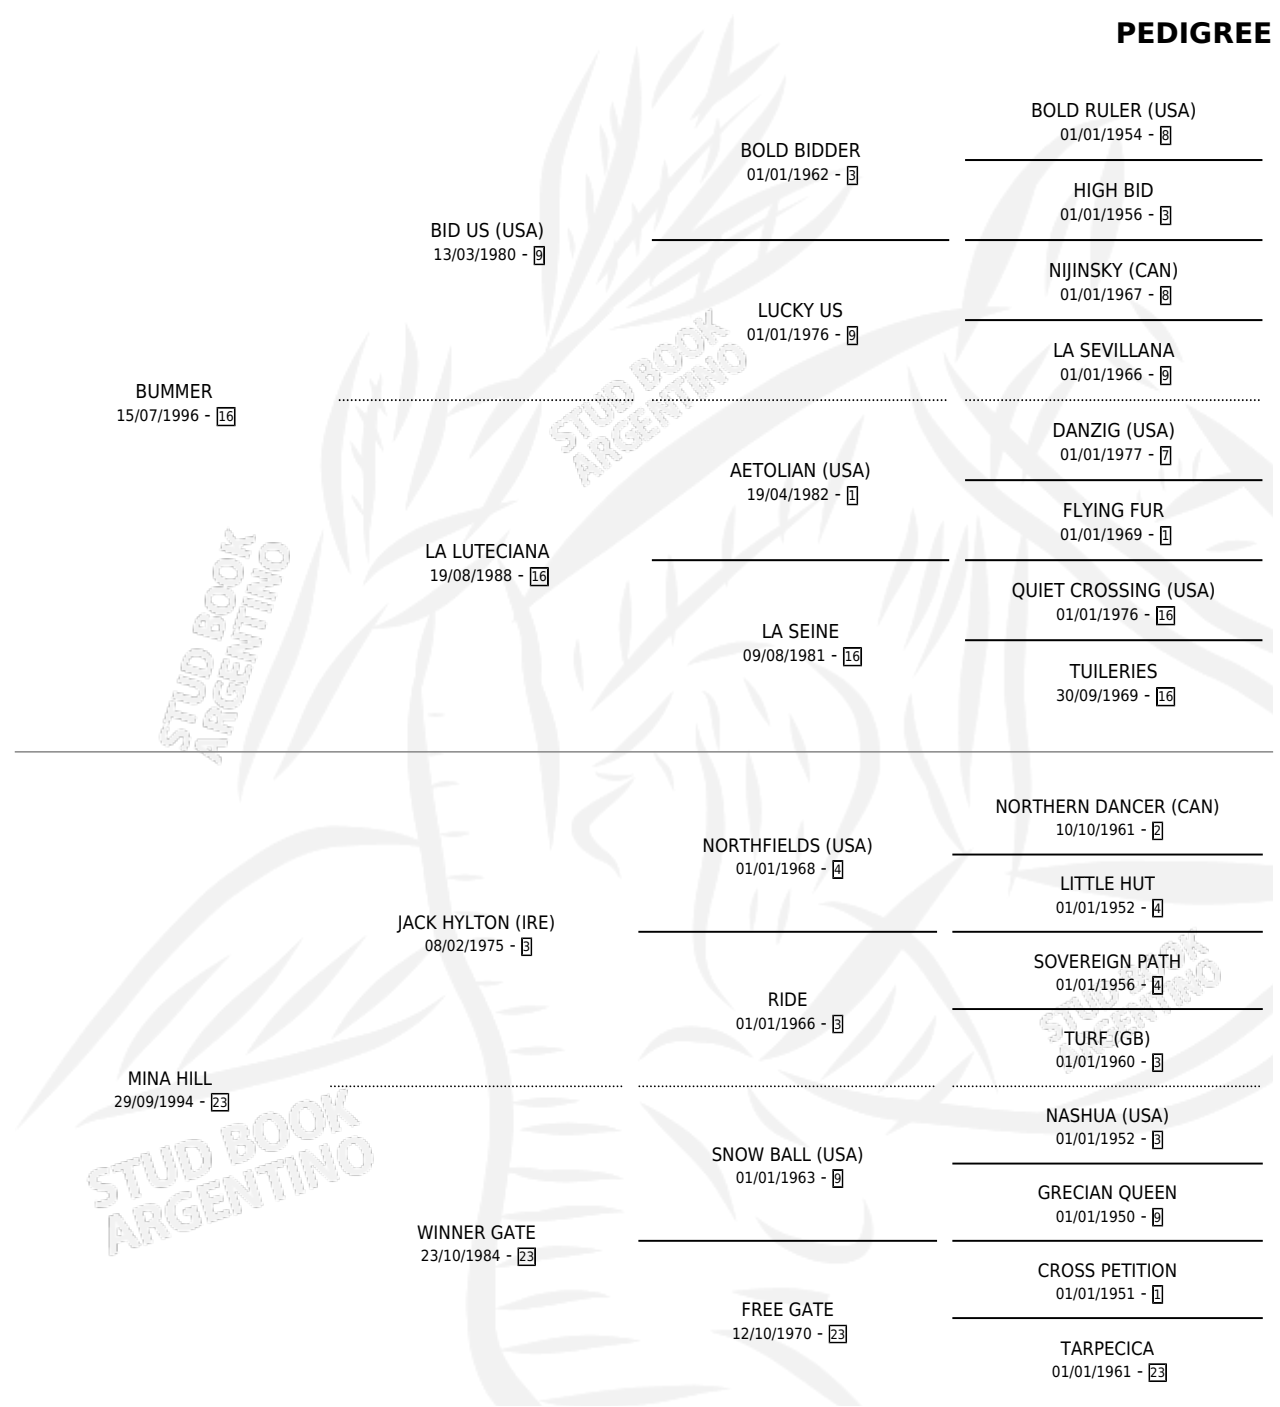 PEDIGREE
BOLD RULER (USA)
01/01/1954 - 8
BOLD BIDDER
01/01/1962 - 3
HIGH BID
01/01/1956 - 3
BID US (USA)
13/03/1980 - 9
NIJINSKY (CAN)
01/01/1967 - 8
LUCKY US
01/01/1976 - 9
LA SEVILLANA
01/01/1966 - 9
BUMMER
15/07/1996 - 16
STUD BOOK
ARGENTINO
DANZIG (USA)
01/01/1977 - 7
AETOLIAN (USA)
19/04/1982 - 1
FLYING FUR
01/01/1969 - 1
LA LUTECIANA
19/08/1988 - 16
QUIET CROSSING (USA)
01/01/1976 - 16
LA SEINE
09/08/1981 - 16
TUILERIES
30/09/1969 - 16
STUD BOOK
ARGENTINO
NORTHERN DANCER (CAN)
10/10/1961 - 2
NORTHFIELDS (USA)
01/01/1968 - 4
LITTLE HUT
01/01/1952 - 4
JACK HYLTON (IRE)
08/02/1975 - 3
SOVEREIGN PATH
01/01/1956 - 4
RIDE
01/01/1966 - 3
STUD BOOK
ARGENTINO
TURF (GB)
01/01/1960 - 3
MINA HILL
29/09/1994 - 23
NASHUA (USA)
01/01/1952 - 3
SNOW BALL (USA)
01/01/1963 - 9
GRECIAN QUEEN
01/01/1950 - 9
STUD BOOK
ARGENTINO
WINNER GATE
23/10/1984 - 23
CROSS PETITION
01/01/1951 - 1
FREE GATE
12/10/1970 - 23
TARPECICA
01/01/1961 - 23